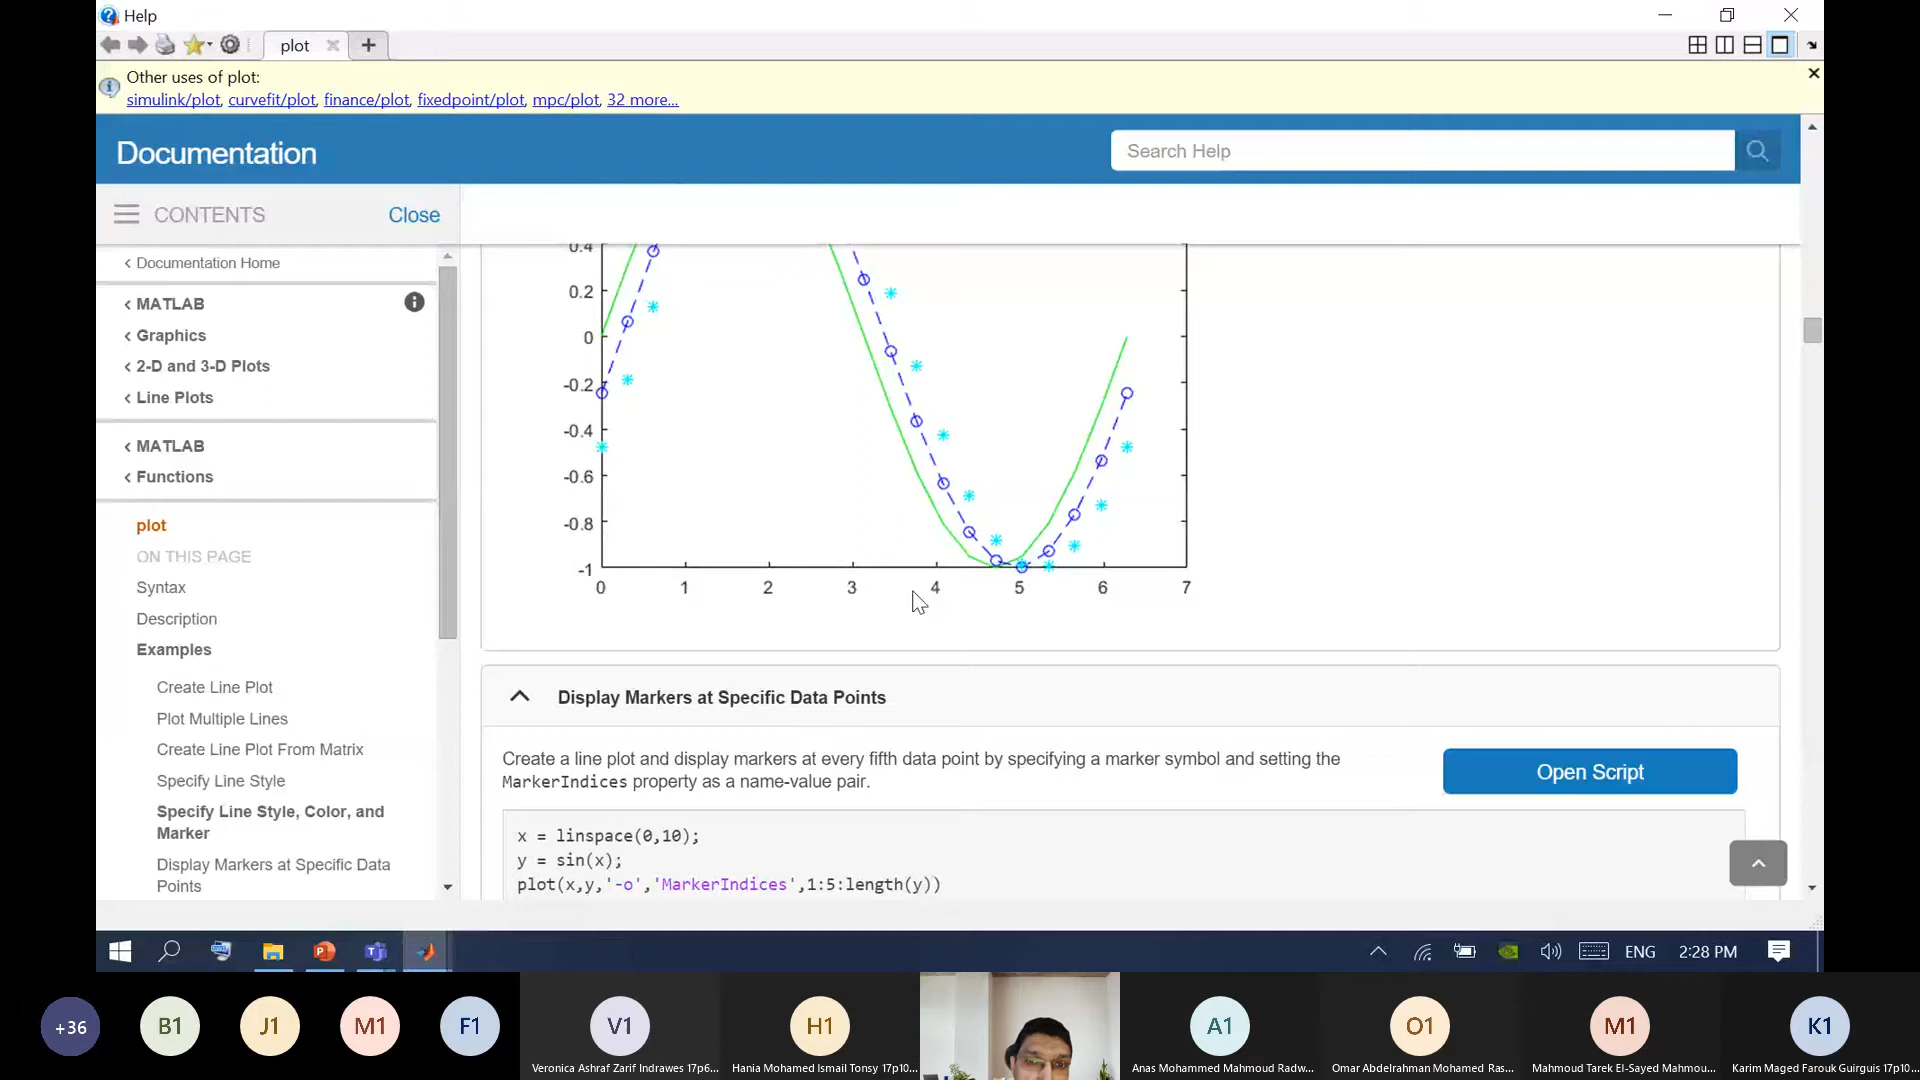 Help
plot
Other uses of plot:
simulink/plot, curvefit/plot, finance/plot, fixedpoint/plot, mpc/plot, 32 more...
Documentation
Search Help
CONTENTS
Close
Documentation Home
MATLAB
Graphics
2-D and 3-D Plots
Line Plots
MATLAB
Functions
plot
ON THIS PAGE
Syntax
Description
Examples
Create Line Plot
Plot Multiple Lines
Create Line Plot From Matrix
Specify Line Style
Specify Line Style, Color, and
Marker
Display Markers at Specific Data
Points
0.4
0.2
0
-0.2
-0.4
-0.6
-0.8
-1
0 1 2 3 4 5 6 7
Display Markers at Specific Data Points
Create a line plot and display markers at every fifth data point by specifying a marker symbol and setting the
MarkerIndices property as a name-value pair.
Open Script
x = linspace(0,10);
y = sin(x);
plot(x,y,'-o','MarkerIndices',1:5:length(y))
ENG
2:28 PM
+36
B1
J1
M1
F1
V1
H1
A1
O1
M1
K1
Veronica Ashraf Zarif Indrawes 17p6...
Hania Mohamed Ismail Tonsy 17p10...
Anas Mohammed Mahmoud Radw...
Omar Abdelrahman Mohamed Ras...
Mahmoud Tarek El-Sayed Mahmou...
Karim Maged Farouk Guirguis 17p10...